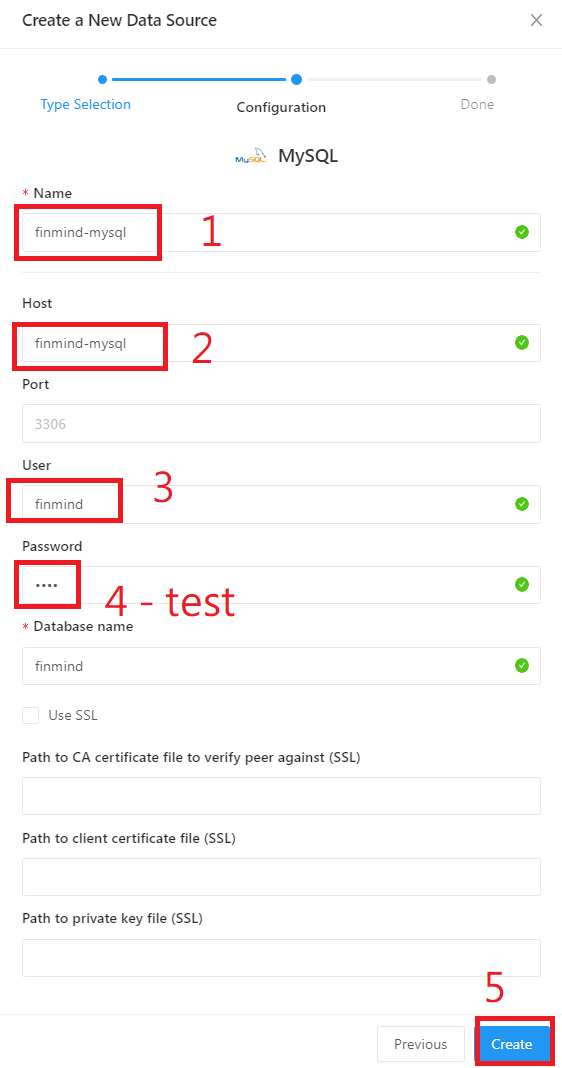 Create a New Data Source
Type Selection
Configuration
Done
MySQL MySQL
* Name
finmind-mysql
1
Host
finmind-mysql
2
Port
3306
User
finmind
3
Password
••••
4 - test
* Database name
finmind
Use SSL
Path to CA certificate file to verify peer against (SSL)
Path to client certificate file (SSL)
Path to private key file (SSL)
5
Previous
Create